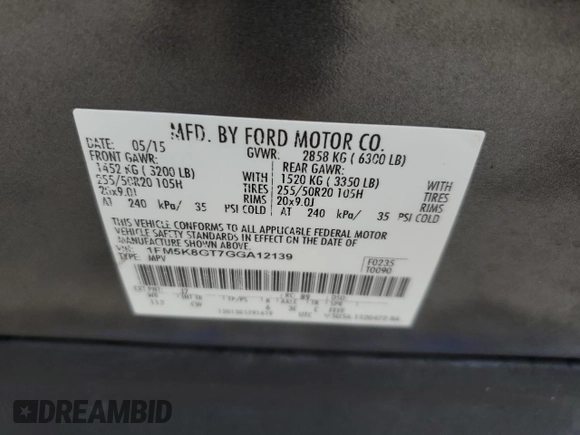 MFD. BY FORD MOTOR CO.
DATE: 05/15 GVWR: 2858 KG ( 6300 LB)
FRONT GAWR: REAR GAWR:
1452 KG ( 3200 LB) WITH 1520 KG ( 3350 LB) WITH
255/50R20 105H TIRES 255/50R20 105H TIRES
20x9.0J RIMS 20x9.0J RIMS
AT 240 kPa/ 35 PSI COLD AT 240 kPa/ 35 PSI COLD
THIS VEHICLE CONFORMS TO ALL APPLICABLE FEDERAL MOTOR
VEHICLE SAFETY STANDARDS IN EFFECT ON THE DATE OF
MANUFACTURE SHOWN ABOVE.
1FM5K8GT7GGA12139
TYPE: MPV
F0235
T0090
EXT PNT:
DREAMBID